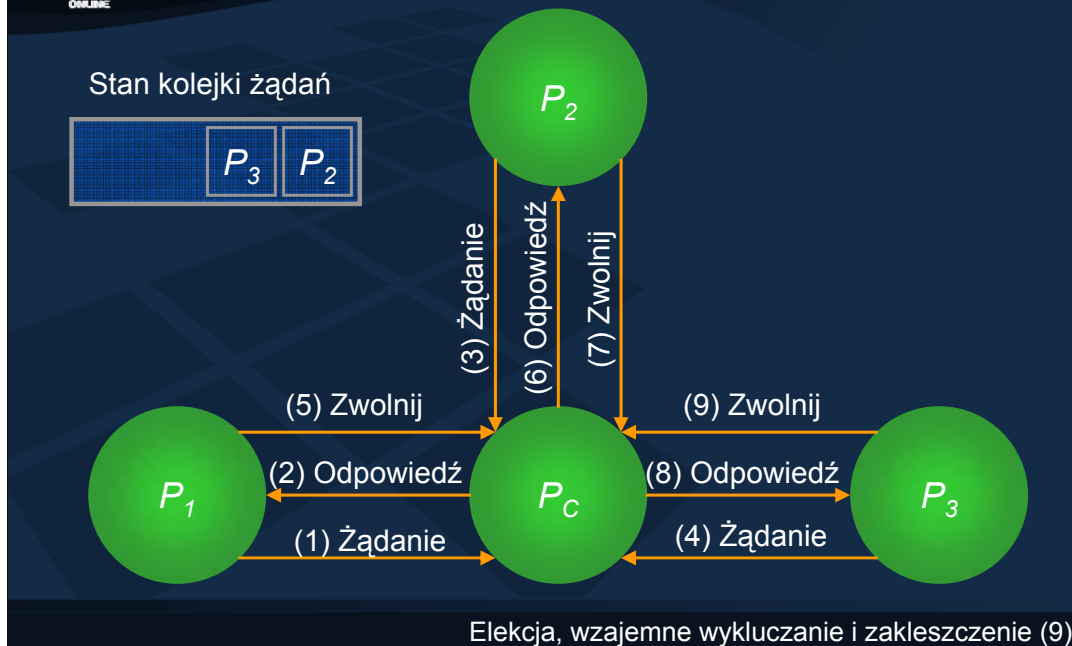 ONLINE
Stan kolejki żądań
P3 P2
P2
(3) Żądanie
(6) Odpowiedź
(7) Zwolnij
(5) Zwolnij
(9) Zwolnij
P1
(2) Odpowiedź
PC
(8) Odpowiedź
P3
(1) Żądanie
(4) Żądanie
Elekcja, wzajemne wykluczanie i zakleszczenie (9)